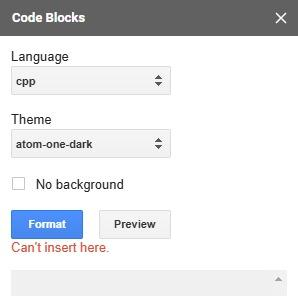 Code Blocks
Language
cpp
Theme
atom-one-dark
No background
Format Preview
Can't insert here.